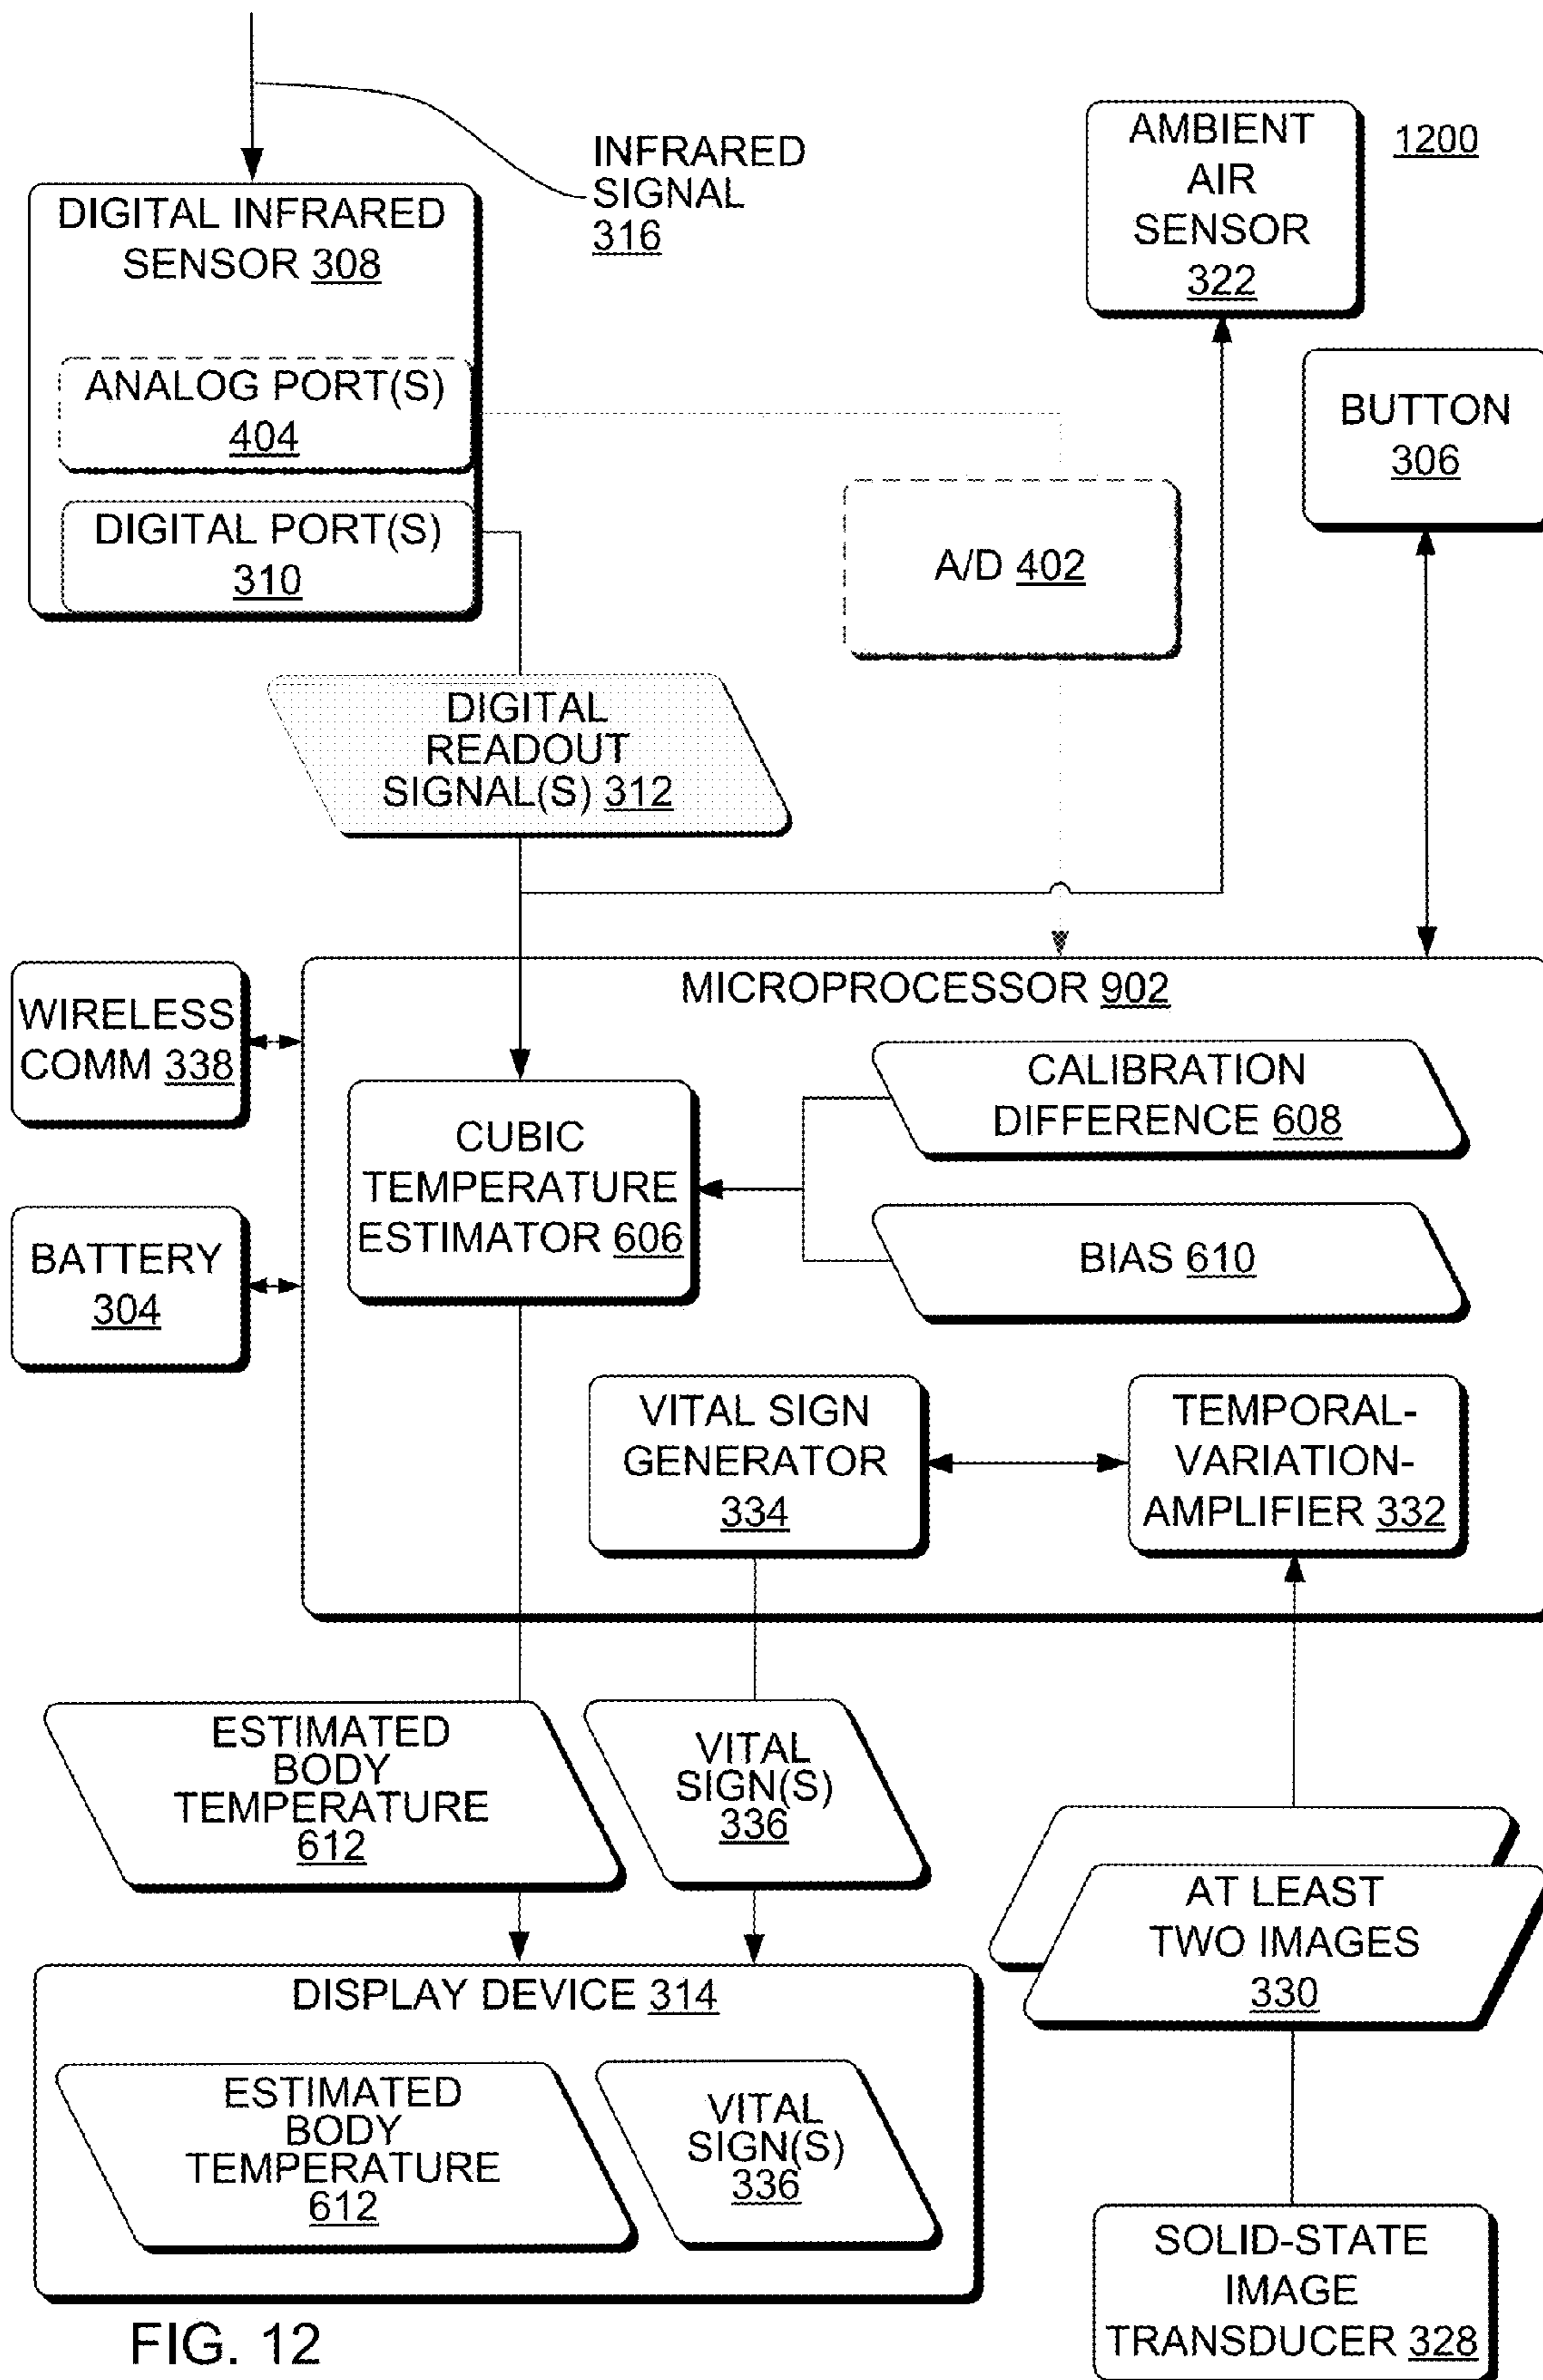 INFRARED
SIGNAL
316
AMBIENT
AIR
SENSOR
322
1200
DIGITAL INFRARED
SENSOR 308
ANALOG PORT(S)
404
DIGITAL PORT(S)
310
BUTTON
306
A/D 402
DIGITAL
READOUT
SIGNAL(S) 312
MICROPROCESSOR 902
WIRELESS
COMM 338
BATTERY
304
CUBIC
TEMPERATURE
ESTIMATOR 606
CALIBRATION
DIFFERENCE 608
BIAS 610
VITAL SIGN
GENERATOR
334
TEMPORAL-
VARIATION-
AMPLIFIER 332
ESTIMATED
BODY
TEMPERATURE
612
VITAL
SIGN(S)
336
AT LEAST
TWO IMAGES
330
DISPLAY DEVICE 314
ESTIMATED
BODY
TEMPERATURE
612
VITAL
SIGN(S)
336
SOLID-STATE
IMAGE
TRANSDUCER 328
FIG. 12